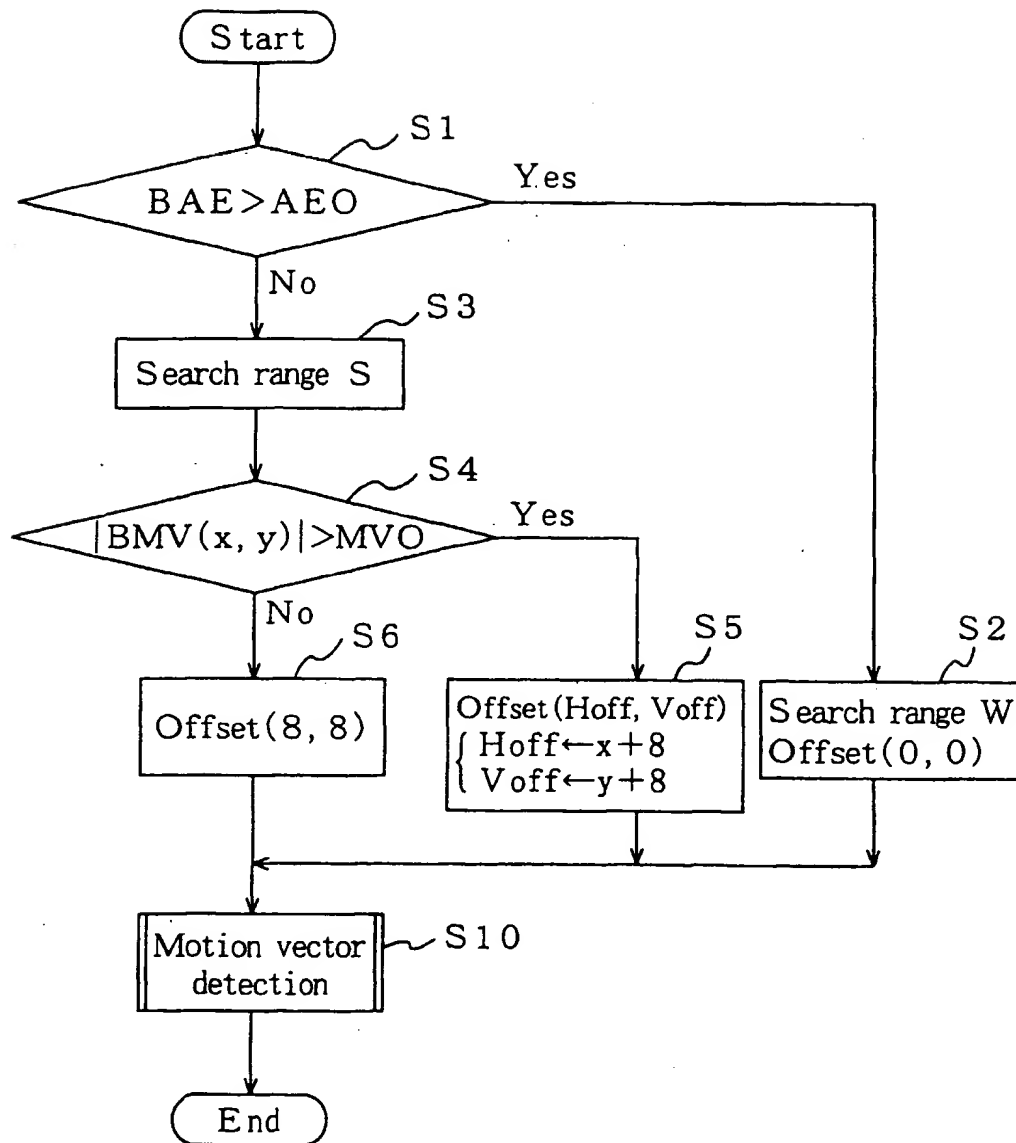 Start
S1
BAE>AEO
Yes
No
S3
Search range S
S4
|BMV(x, y)|>MVO
Yes
No
S6
Offset(8, 8)
S5
Offset(Hoff, Voff)
{ Hoff←x+8
Voff←y+8
S2
Search range W
Offset(0, 0)
Motion vector
detection
S10
End